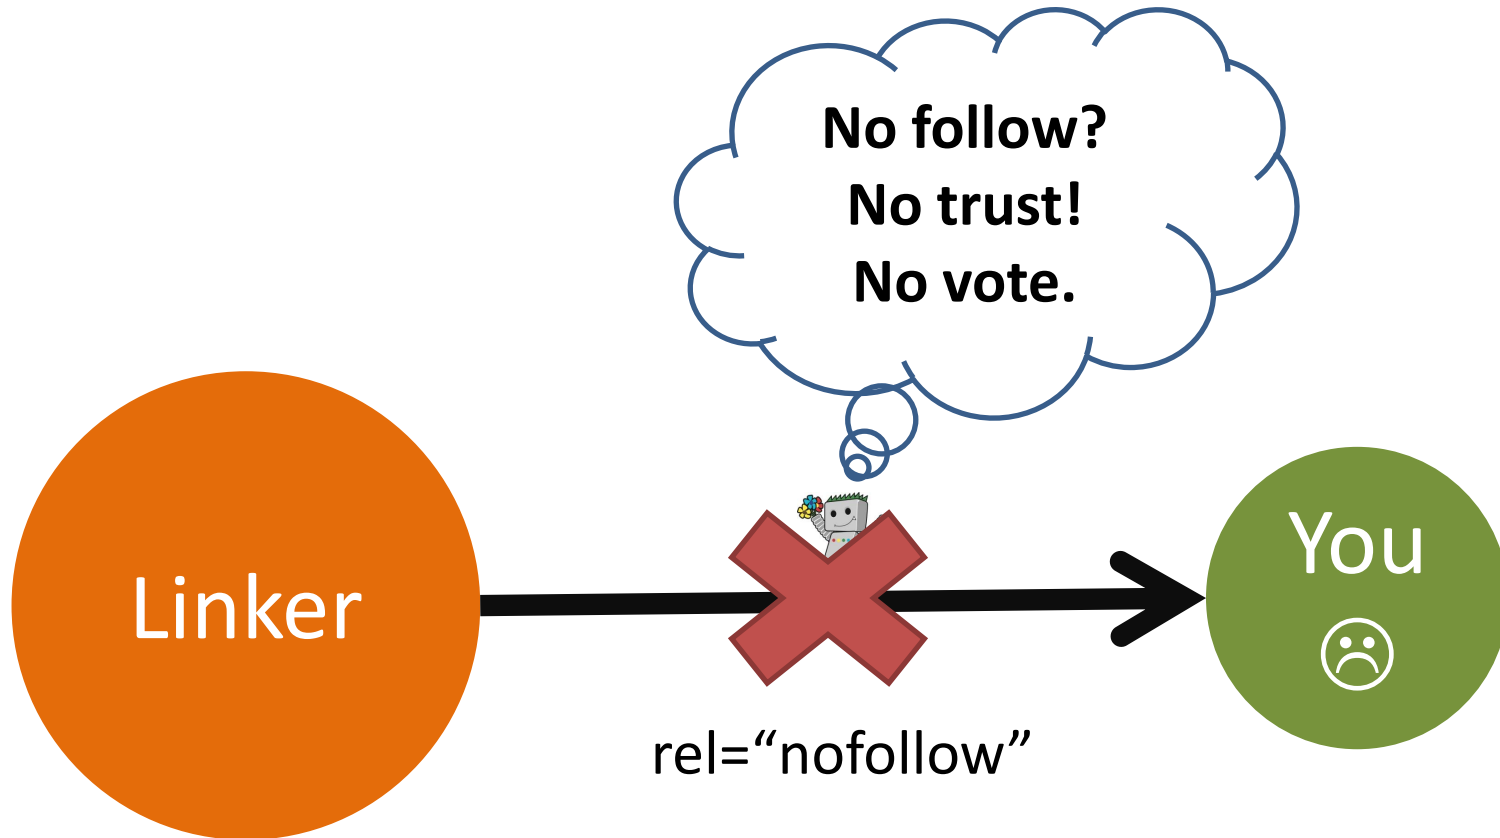 No follow?
No trust!
No vote.
Linker
You
☹
rel=“nofollow”